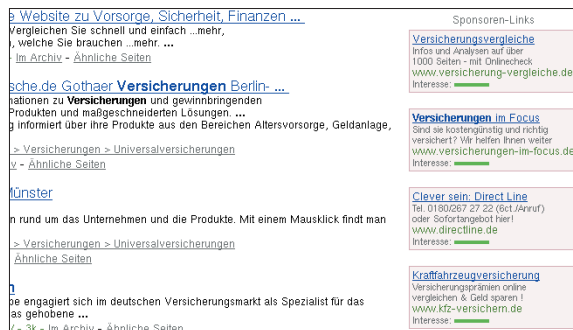 e Website zu Vorsorge, Sicherheit, Finanzen ...
Vergleichen Sie schnell und einfach ...mehr,
, welche Sie brauchen ...mehr. ...
- Im Archiv - Ähnliche Seiten
sche.de Gothaer Versicherungen Berlin- ...
nationen zu Versicherungen und gewinnbringenden
Produkten und maßgeschneiderten Lösungen. ...
g informiert über ihre Produkte aus den Bereichen Altersvorsorge, Geldanlage,
> Versicherungen > Universalversicherungen
v - Ähnliche Seiten
Münster
n rund um das Unternehmen und die Produkte. Mit einem Mausklick findt man
> Versicherungen > Universalversicherungen
Ähnliche Seiten
n
pe engagiert sich im deutschen Versicherungsmarkt als Spezialist für das
as gehobene ...
/ - 3k - Im Archiv - Ähnliche Seiten
Sponsoren-Links
Versicherungsvergleiche
Infos und Analysen auf über
1000 Seiten - mit Onlinecheck
www.versicherung-vergleiche.de
Interesse:
Versicherungen im Focus
Sind sie kostengünstig und richtig
versichert? Wir helfen Ihnen weiter
www.versicherungen-im-focus.de
Interesse:
Clever sein: Direct Line
Tel. 0180/267 27 22 (6ct./Anruf)
oder Sofortangebot hier!
www.directline.de
Interesse:
Kraftfahrzeugversicherung
Versicherungsprämien online
vergleichen & Geld sparen !
www.kfz-versichern.de
Interesse: